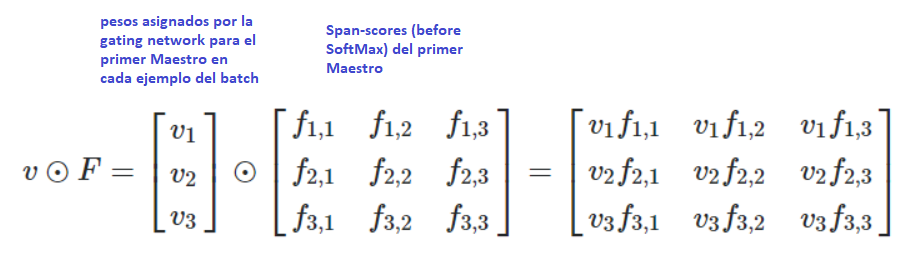 pesos asignados por la
gating network para el
primer Maestro en
cada ejemplo del batch
Span-scores (before
SoftMax) del primer
Maestro
v ⊙ F = [v₁ v₂ v₃] ⊙ [f₁,₁ f₁,₂ f₁,₃ = v₁f₁,₁ v₁f₁,₂ v₁f₁,₃
f₂,₁ f₂,₂ f₂,₃ v₂f₂,₁ v₂f₂,₂ v₂f₂,₃
f₃,₁ f₃,₂ f₃,₃] v₃f₃,₁ v₃f₃,₂ v₃f₃,₃]